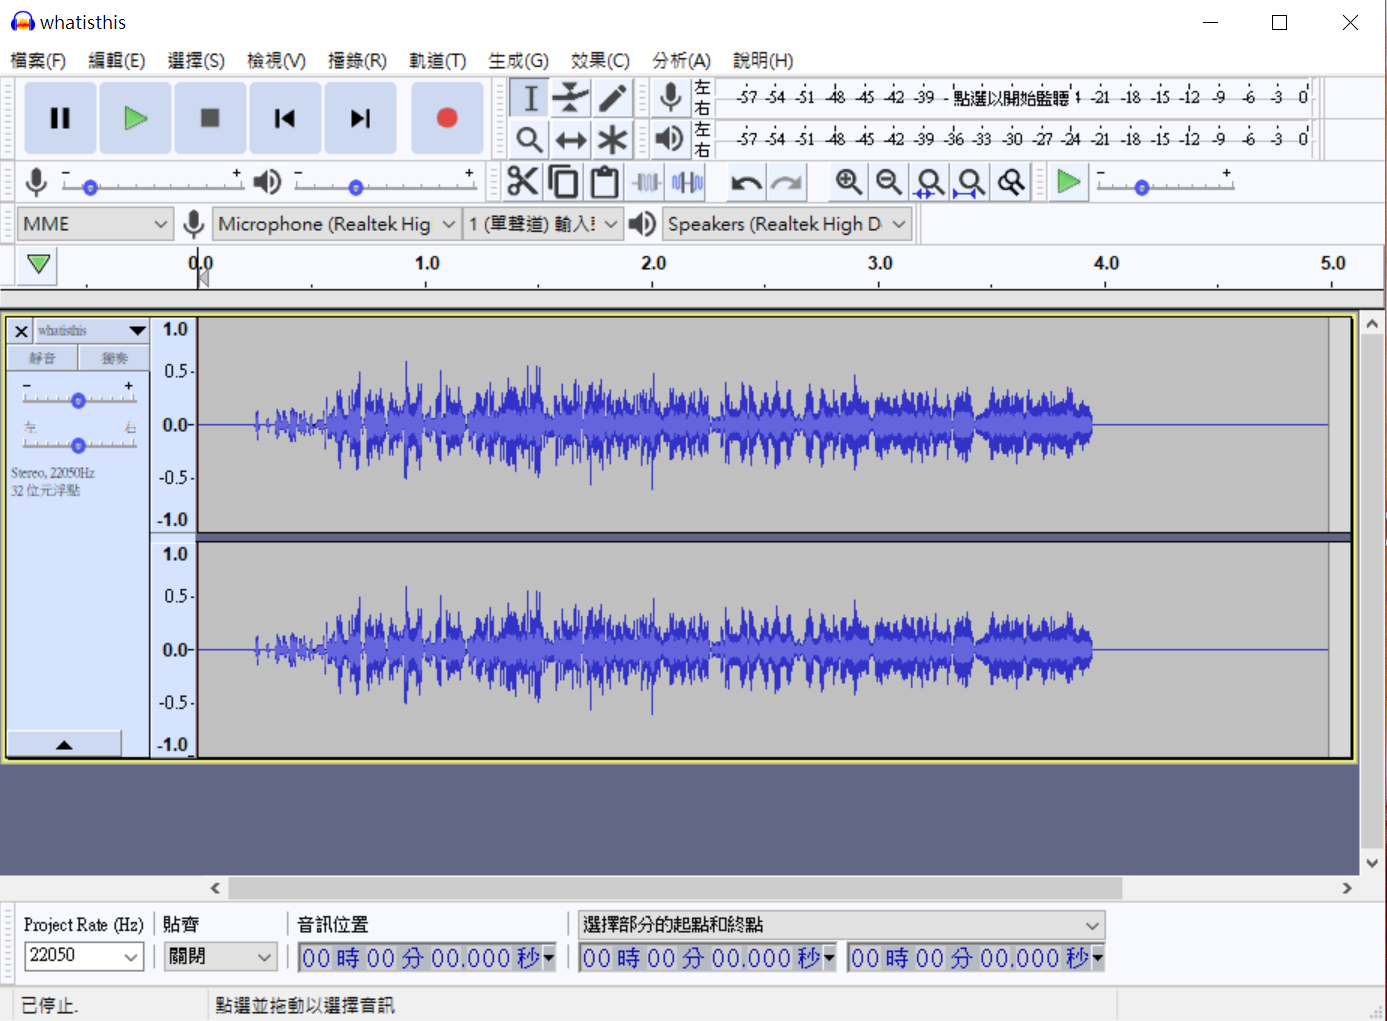 whatisthis
檔案(F) 編輯(E) 選擇(S) 檢視(V) 播錄(R) 軌道(T) 生成(G) 效果(C) 分析(A) 說明(H)
左
右
-57 -54 -51 -48 -45 -42 -39 - 點選以開始監聽 -21 -18 -15 -12 -9 -6 -3 0
左
右
-57 -54 -51 -48 -45 -42 -39 -36 -33 -30 -27 -24 -21 -18 -15 -12 -9 -6 -3 0
- + - + - +
MME Microphone (Realtek Hig 1 (單聲道) 輸入 Speakers (Realtek High D
0.0 1.0 2.0 3.0 4.0 5.0
whatisthis
靜音 獨奏
- +
左 右
Stereo, 22050Hz
32 位元浮點
1.0
0.5
0.0
-0.5
-1.0
1.0
0.5
0.0
-0.5
-1.0
Project Rate (Hz) 貼齊 音訊位置 選擇部分的起點和終點
22050 關閉 00 時 00 分 00.000 秒 00 時 00 分 00.000 秒 00 時 00 分 00.000 秒
已停止. 點選並拖動以選擇音訊